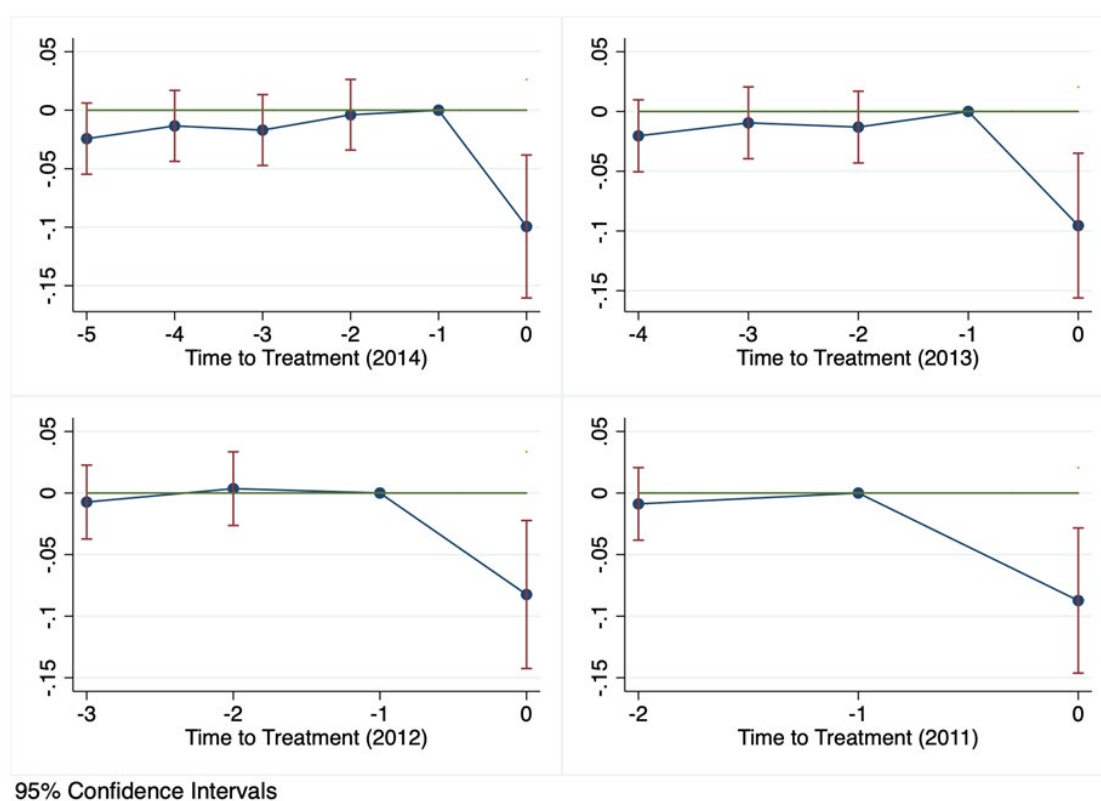 .05
0
-.05
-.1
-.15
-5 -4 -3 -2 -1 0
Time to Treatment (2014)
.05
0
-.05
-.1
-.15
-4 -3 -2 -1 0
Time to Treatment (2013)
.05
0
-.05
-.1
-.15
-3 -2 -1 0
Time to Treatment (2012)
.05
0
-.05
-.1
-.15
-2 -1 0
Time to Treatment (2011)
95% Confidence Intervals